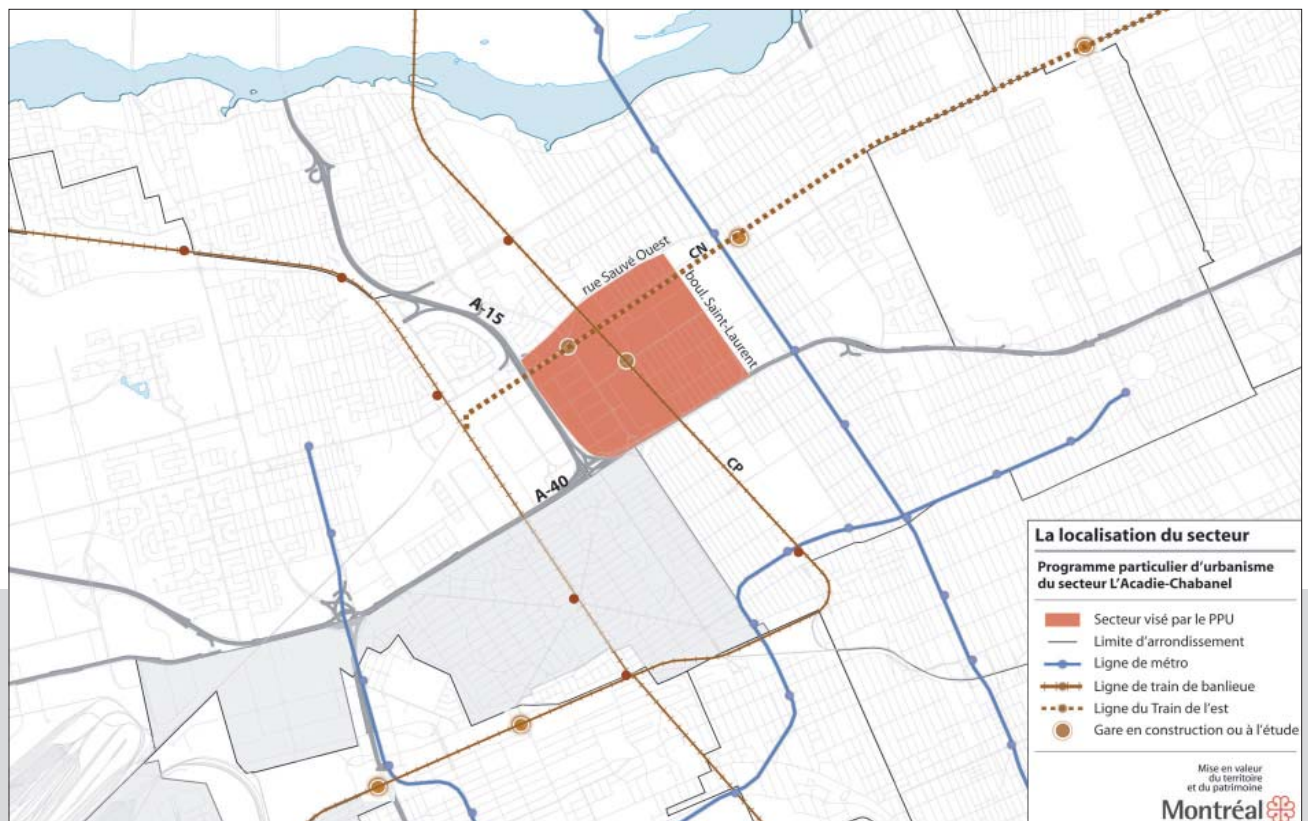 rue Sauvé Ouest
CN
boul. Saint-Laurent
A-15
A-40
CP
La localisation du secteur
Programme particulier d'urbanisme
du secteur L'Acadie-Chabanel
Secteur visé par le PPU
Limite d'arrondissement
Ligne de métro
Ligne de train de banlieue
Ligne du Train de l'est
Gare en construction ou à l'étude
Mise en valeur
du territoire
et du patrimoine
Montréal